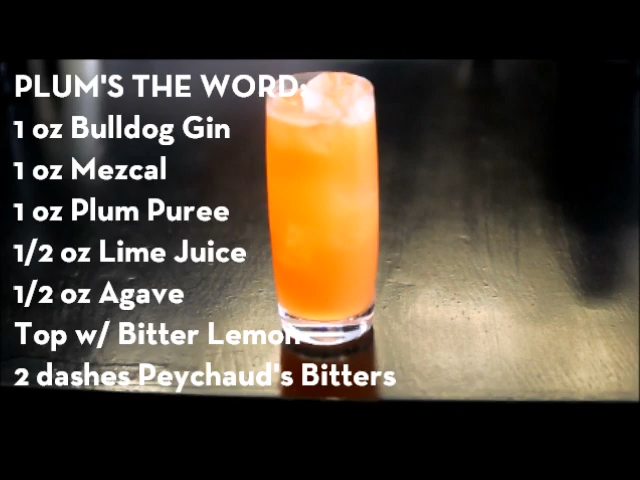 PLUM'S THE WORD:
1 oz Bulldog Gin
1 oz Mezcal
1 oz Plum Puree
1/2 oz Lime Juice
1/2 oz Agave
Top w/ Bitter Lemon
2 dashes Peychaud's Bitters